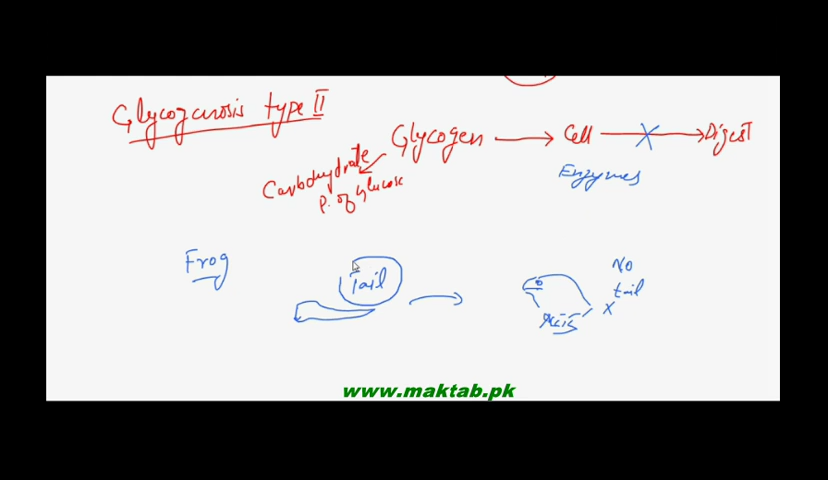 Glycogenosis type II
Glycogen → Cell → Digest
Carbohydrate
P. of Glucose
Enzymes
Frog
Tail
No
tail
X
www.maktab.pk